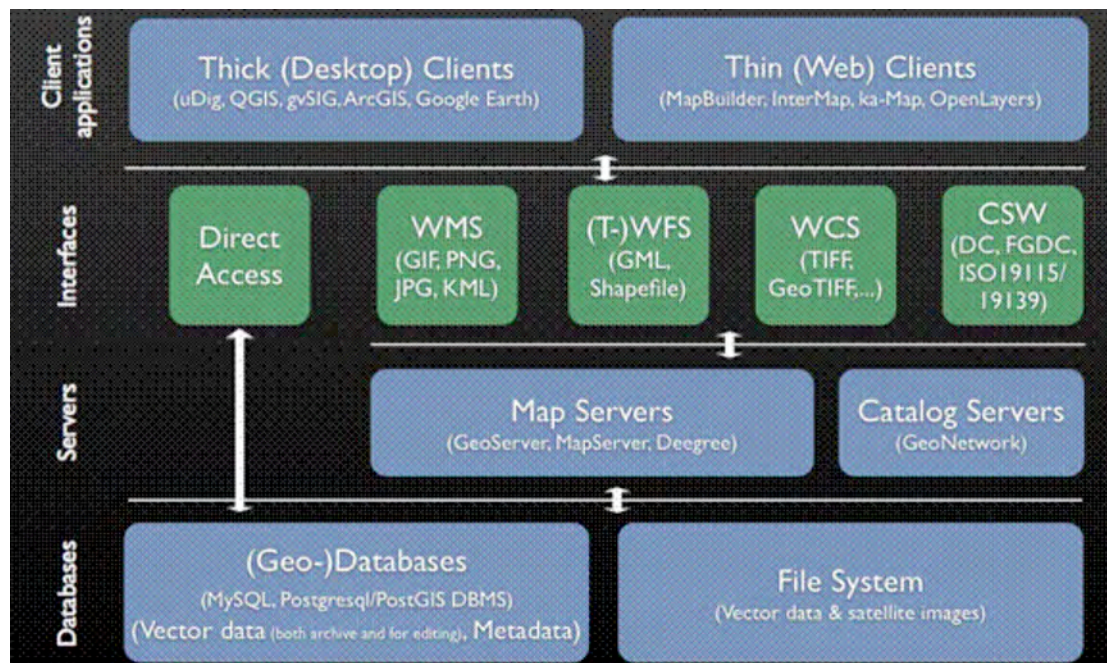 Client
applications
Thick (Desktop) Clients
(uDig, QGIS, gvSIG, ArcGIS, Google Earth)
Thin (Web) Clients
(MapBuilder, InterMap, ka-Map, OpenLayers)
Interfaces
Direct
Access
WMS
(GIF, PNG,
JPG, KML)
(T-)WFS
(GML,
Shapefile)
WCS
(TIFF,
GeoTIFF,...)
CSW
(DC, FGDC,
ISO19115/
19139)
Servers
Map Servers
(GeoServer, MapServer, Deegree)
Catalog Servers
(GeoNetwork)
Databases
(Geo-)Databases
(MySQL, Postgresql/PostGIS DBMS)
(Vector data (both archive and for editing), Metadata)
File System
(Vector data & satellite images)